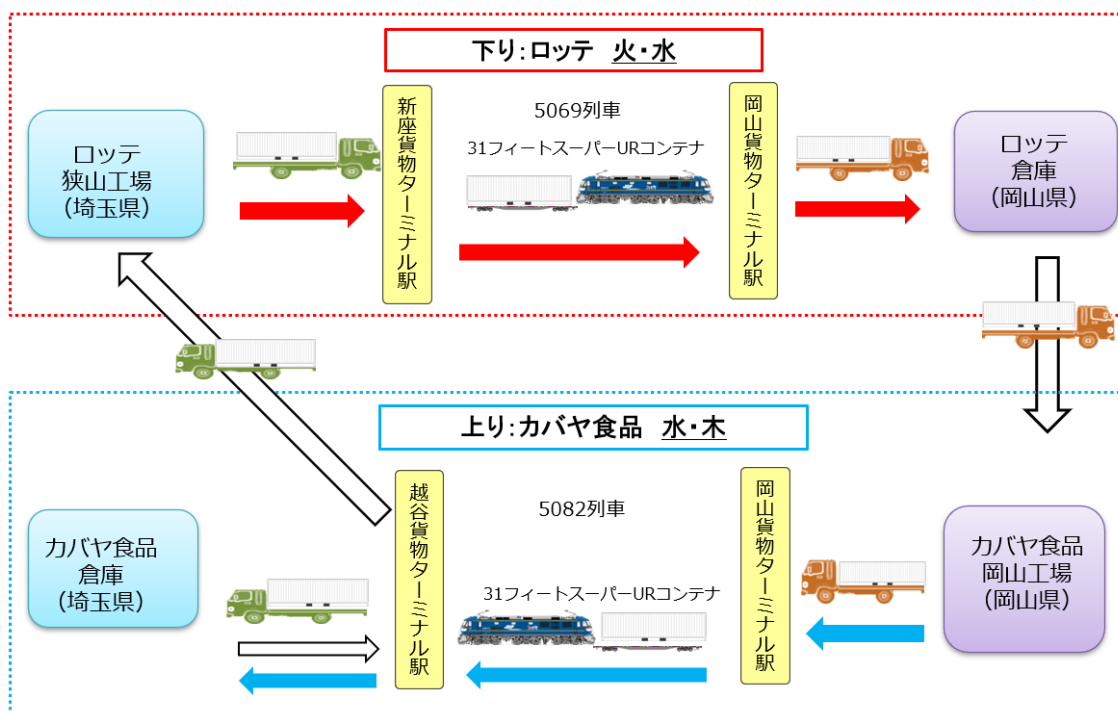 下り:ロッテ 火・水
ロッテ
狭山工場
(埼玉県)
新座貨物ターミナル駅
5069列車
31フィートスーパーURコンテナ
岡山貨物ターミナル駅
ロッテ
倉庫
(岡山県)
上り:カバヤ食品 水・木
カバヤ食品
倉庫
(埼玉県)
越谷貨物ターミナル駅
5082列車
31フィートスーパーURコンテナ
岡山貨物ターミナル駅
カバヤ食品
岡山工場
(岡山県)